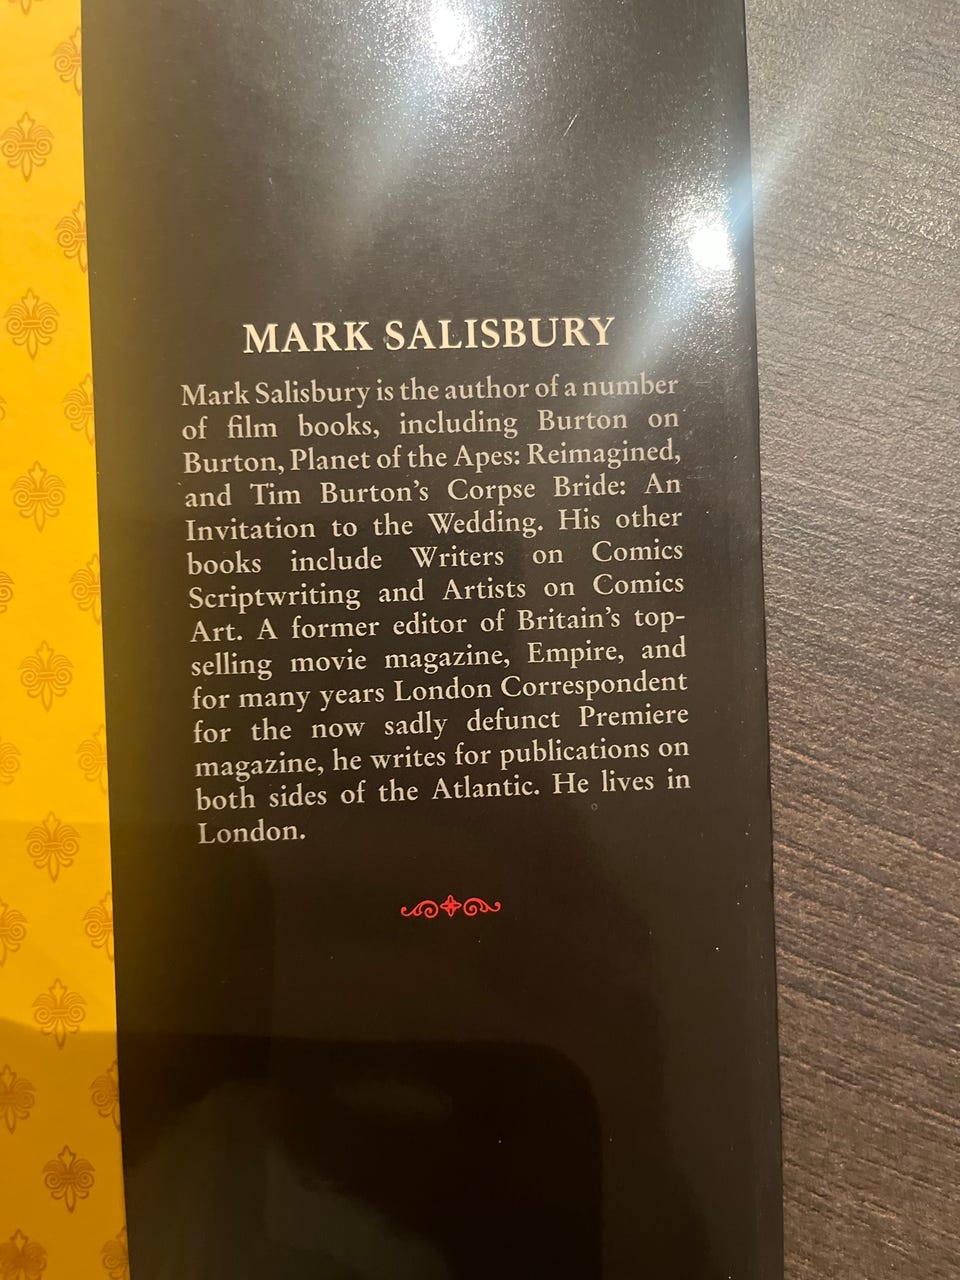 MARK SALISBURY
Mark Salisbury is the author of a number
of film books, including Burton on
Burton, Planet of the Apes: Reimagined,
and Tim Burton's Corpse Bride: An
Invitation to the Wedding. His other
books include Writers on Comics
Scriptwriting and Artists on Comics
Art. A former editor of Britain's top-
selling movie magazine, Empire, and
for many years London Correspondent
for the now sadly defunct Premiere
magazine, he writes for publications on
both sides of the Atlantic. He lives in
London.